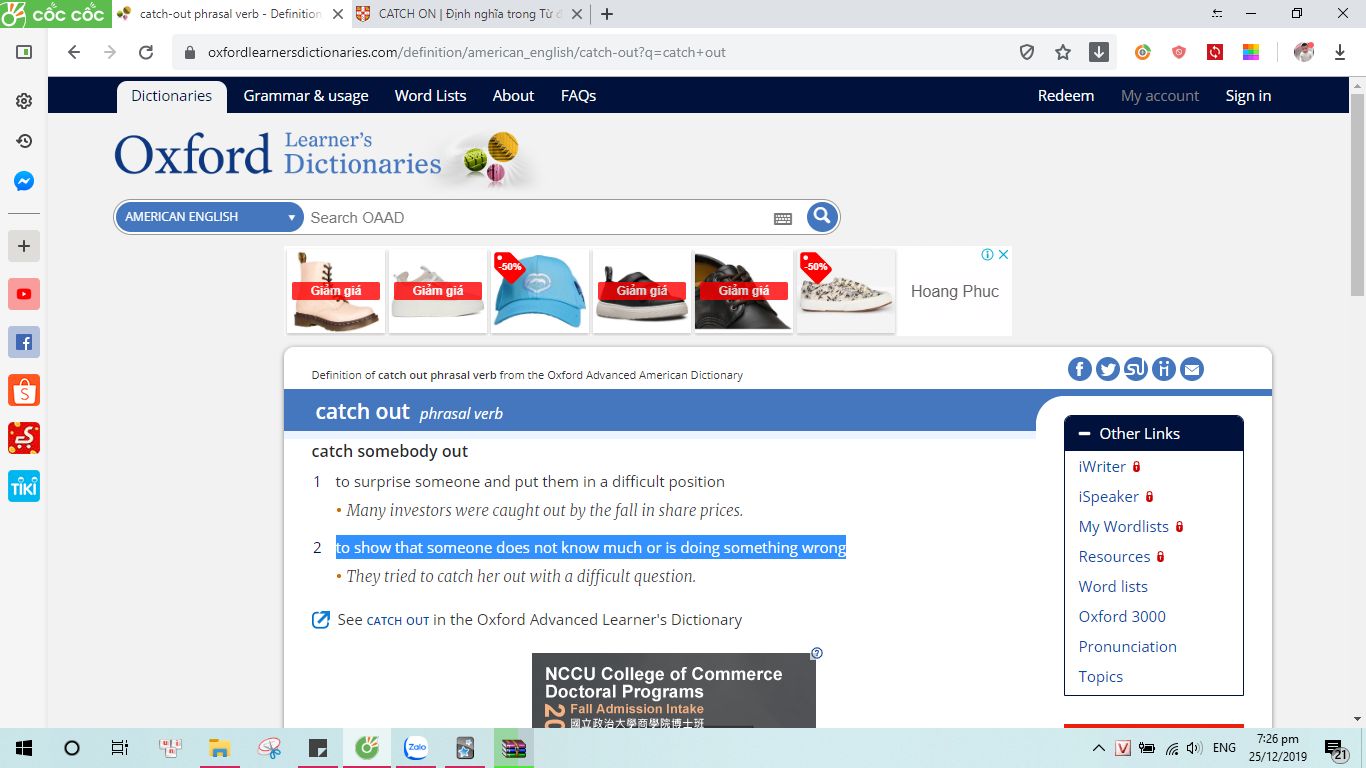 cốc cốc
catch-out phrasal verb - Definition
CATCH ON | Định nghĩa trong Từ
oxfordlearnersdictionaries.com/definition/american_english/catch-out?q=catch+out
Dictionaries
Grammar & usage
Word Lists
About
FAQs
Redeem
My account
Sign in
Oxford Learner's Dictionaries
AMERICAN ENGLISH
Search OAAD
-50%
-50%
Giảm giá
Giảm giá
Giảm giá
Giảm giá
Hoang Phuc
Definition of catch out phrasal verb from the Oxford Advanced American Dictionary
catch out phrasal verb
catch somebody out
1 to surprise someone and put them in a difficult position
• Many investors were caught out by the fall in share prices.
2 to show that someone does not know much or is doing something wrong
• They tried to catch her out with a difficult question.
See CATCH OUT in the Oxford Advanced Learner's Dictionary
Other Links
iWriter
iSpeaker
My Wordlists
Resources
Word lists
Oxford 3000
Pronunciation
Topics
NCCU College of Commerce
Doctoral Programs
20
Fall Admission Intake
國立政治大學商學院博士班
TIKI
Zalo
V
ENG
7:26 pm
25/12/2019
21